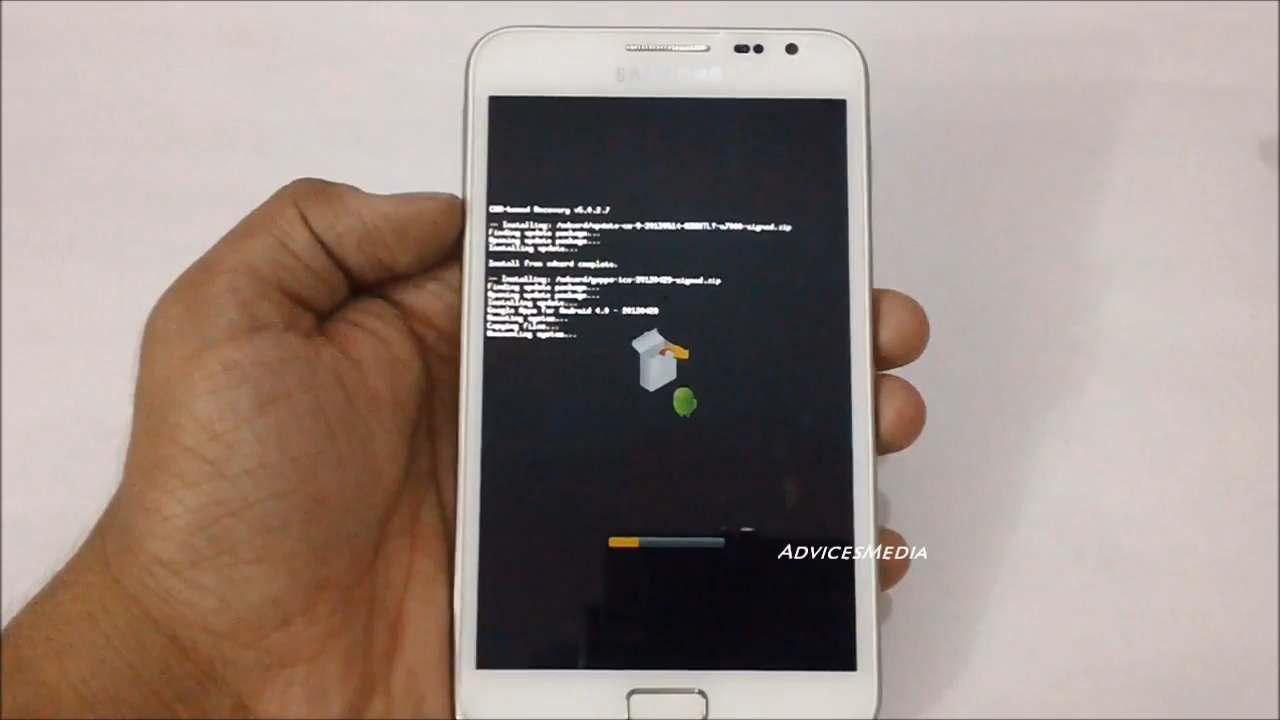 SAMSUNG
CWM-based Recovery v5.0.2.7
-- Installing: /sdcard/update-cm-9-20120514-NIGHTLY-n7000-signed.zip
Finding update package...
Opening update package...
Installing update...
Install from sdcard complete.
-- Installing: /sdcard/gapps-ics-20120429-signed.zip
Finding update package...
Opening update package...
Installing update...
Google Apps for Android 4.0 - 20120429
Mounting system...
Copying files...
Unmounting system...
ADVICESMEDIA